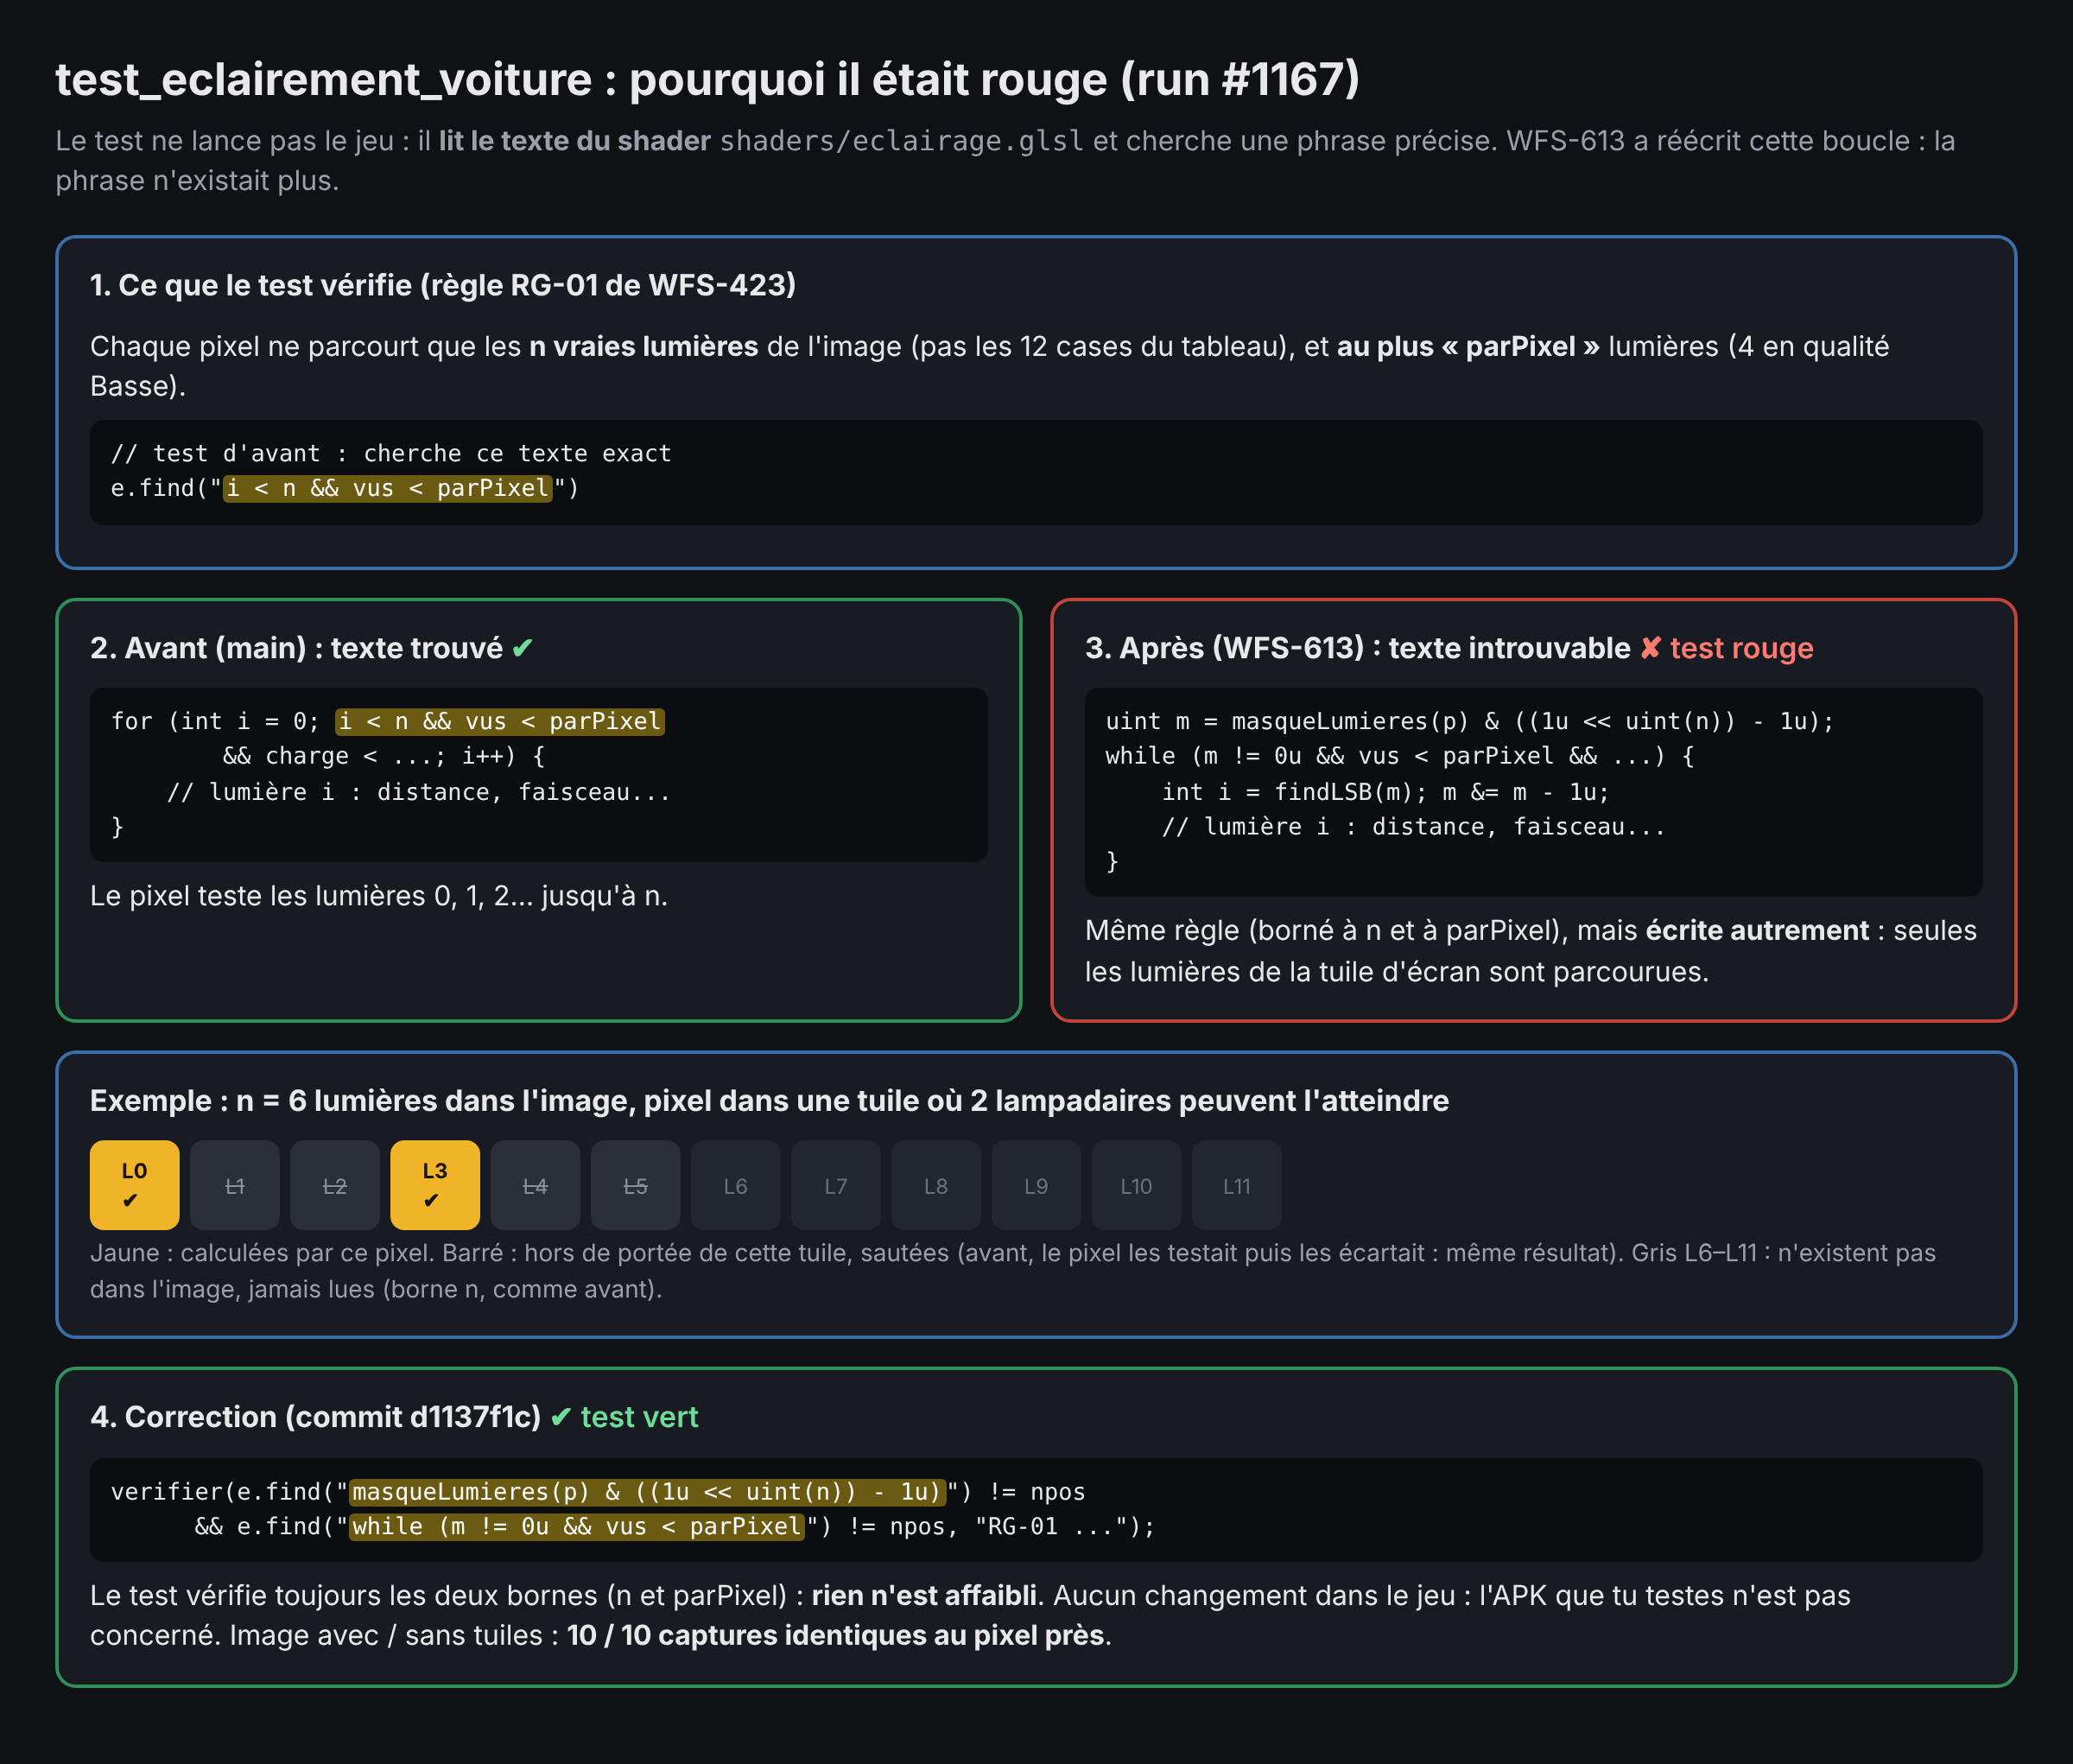 test_eclairement_voiture : pourquoi il était rouge (run #1167)
Le test ne lance pas le jeu : il lit le texte du shader shaders/eclairage.glsl et cherche une phrase précise. WFS-613 a réécrit cette boucle : la
phrase n'existait plus.
1. Ce que le test vérifie (règle RG-01 de WFS-423)
Chaque pixel ne parcourt que les n vraies lumières de l'image (pas les 12 cases du tableau), et au plus « parPixel » lumières (4 en qualité
Basse).
// test d'avant : cherche ce texte exact
e.find("i < n && vus < parPixel")
2. Avant (main) : texte trouvé ✔
for (int i = 0; i < n && vus < parPixel
        && charge < ...; i++) {
    // lumière i : distance, faisceau...
}
Le pixel teste les lumières 0, 1, 2... jusqu'à n.
3. Après (WFS-613) : texte introuvable ✘ test rouge
uint m = masqueLumieres(p) & ((1u << uint(n)) - 1u);
while (m != 0u && vus < parPixel && ...) {
    int i = findLSB(m); m &= m - 1u;
    // lumière i : distance, faisceau...
}
Même règle (borné à n et à parPixel), mais écrite autrement : seules
les lumières de la tuile d'écran sont parcourues.
Exemple : n = 6 lumières dans l'image, pixel dans une tuile où 2 lampadaires peuvent l'atteindre
L0 ✔ L1 L2 L3 ✔ L4 L5 L6 L7 L8 L9 L10 L11
Jaune : calculées par ce pixel. Barré : hors de portée de cette tuile, sautées (avant, le pixel les testait puis les écartait : même résultat). Gris L6–L11 : n'existent pas
dans l'image, jamais lues (borne n, comme avant).
4. Correction (commit d1137f1c) ✔ test vert
verifier(e.find("masqueLumieres(p) & ((1u << uint(n)) - 1u)") != npos
      && e.find("while (m != 0u && vus < parPixel") != npos, "RG-01 ...");
Le test vérifie toujours les deux bornes (n et parPixel) : rien n'est affaibli. Aucun changement dans le jeu : l'APK que tu testes n'est pas
concerné. Image avec / sans tuiles : 10 / 10 captures identiques au pixel près.